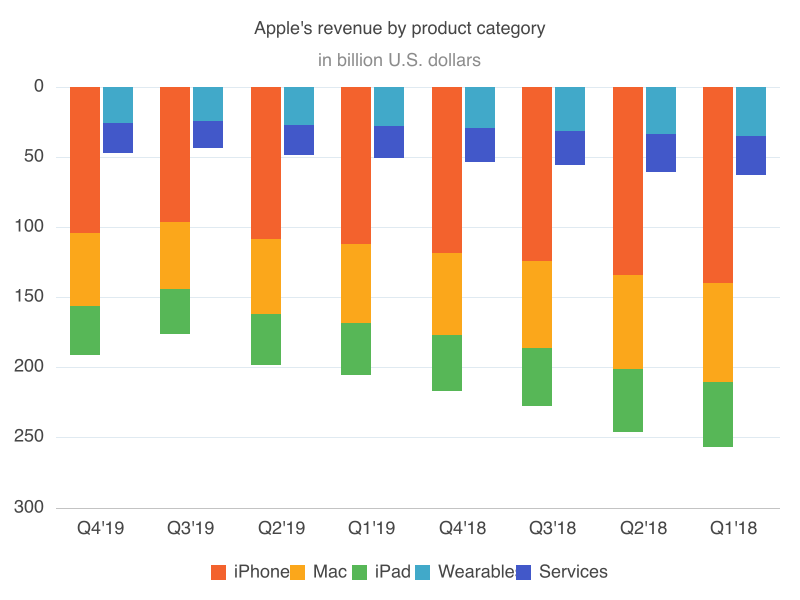 Apple's revenue by product category
in billion U.S. dollars
0
50
100
150
200
250
300
Q4'19 Q3'19 Q2'19 Q1'19 Q4'18 Q3'18 Q2'18 Q1'18
iPhone Mac iPad Wearable Services